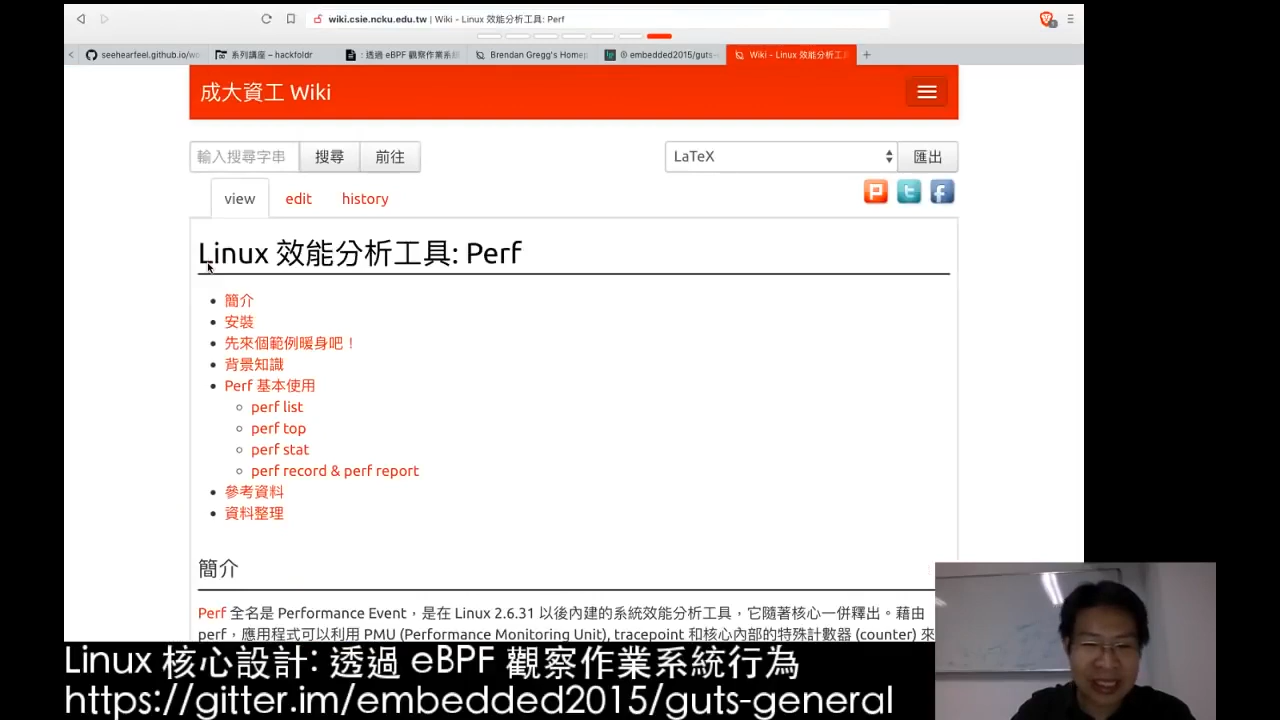 wiki.csie.ncku.edu.tw | Wiki - Linux 效能分析工具: Perf
seehearfeel.github.io/wo
系列講座 – hackfoldr
: 透過 eBPF 觀察作業系統
Brendan Gregg's Homep
embedded2015/guts-
Wiki - Linux 效能分析工具
成大資工 Wiki
輸入搜尋字串 搜尋 前往 LaTeX 匯出
view edit history
Linux 效能分析工具: Perf
簡介
安裝
先來個範例暖身吧！
背景知識
Perf 基本使用
perf list
perf top
perf stat
perf record & perf report
參考資料
資料整理
簡介
Perf 全名是 Performance Event，是在 Linux 2.6.31 以後內建的系統效能分析工具，它隨著核心一併釋出。藉由
perf，應用程式可以利用 PMU (Performance Monitoring Unit), tracepoint 和核心內部的特殊計數器 (counter) 來
Linux 核心設計: 透過 eBPF 觀察作業系統行為
https://gitter.im/embedded2015/guts-general